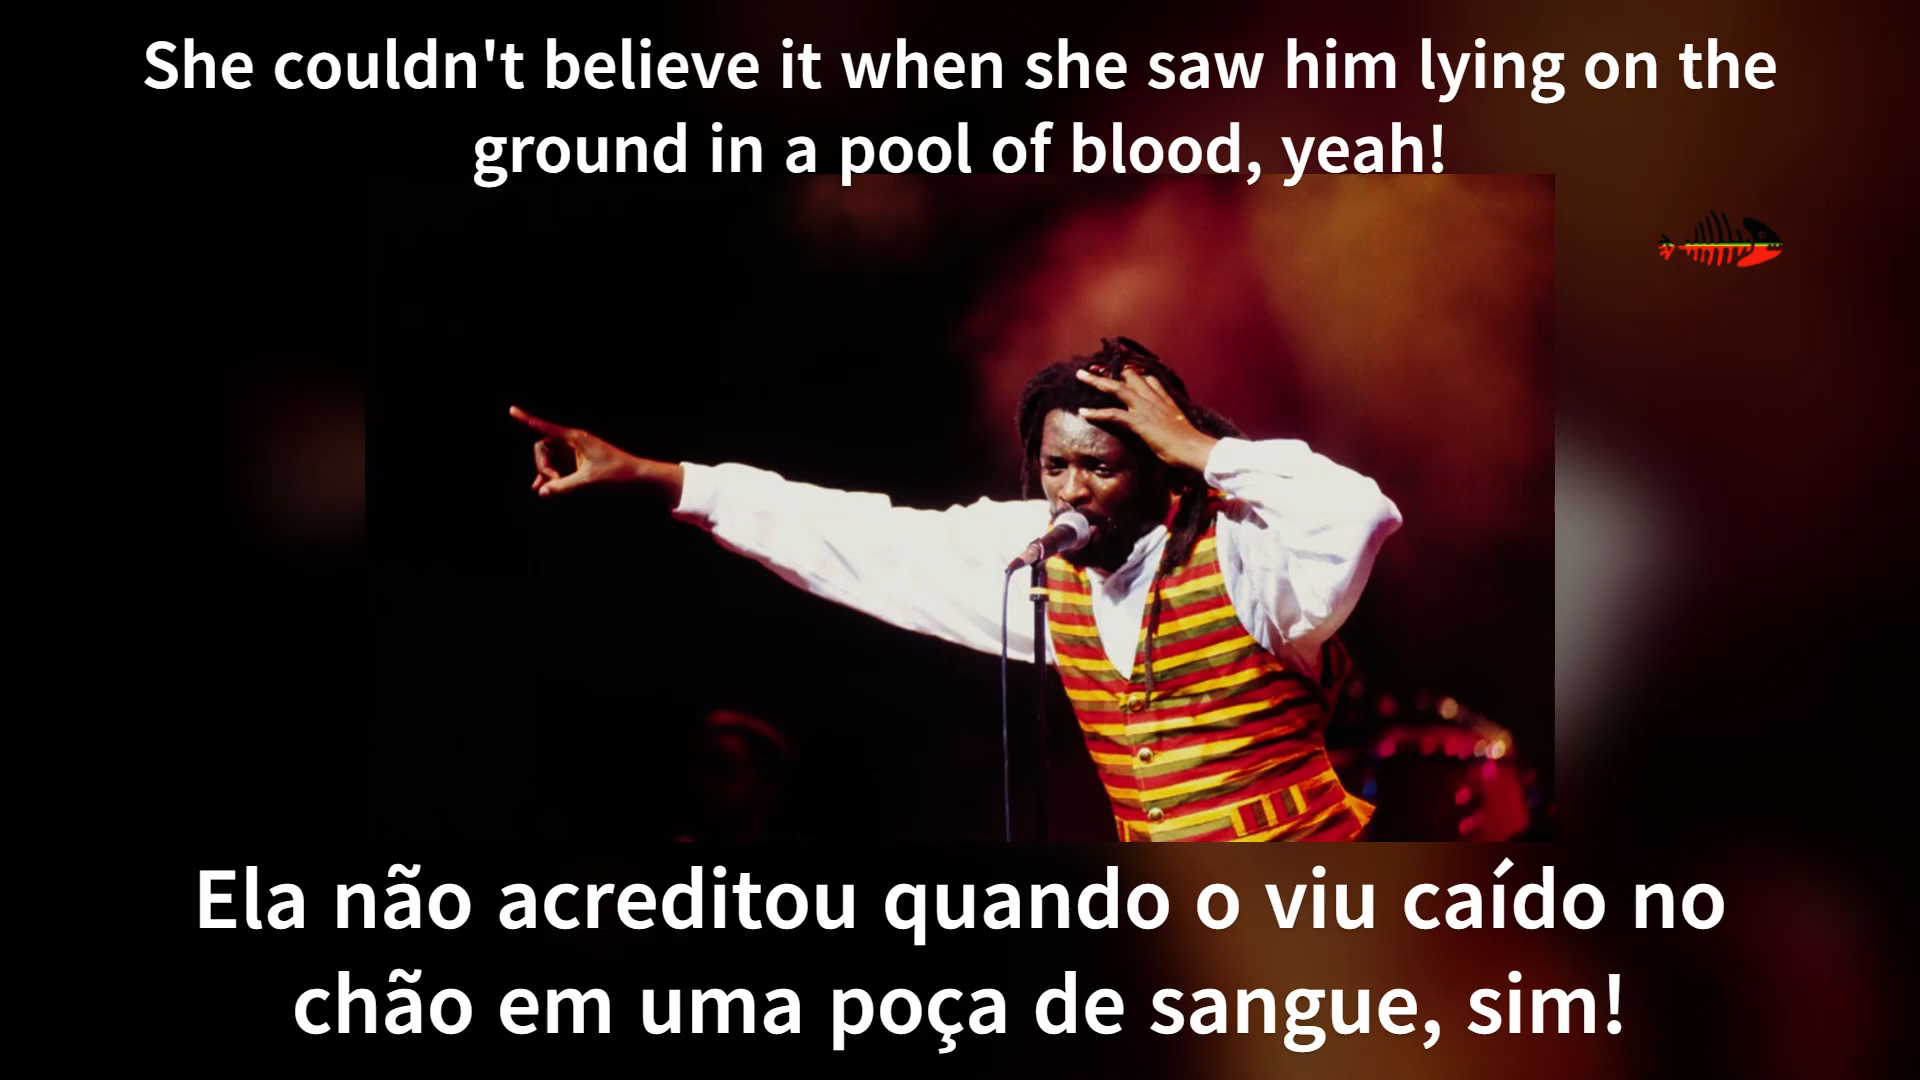 She couldn't believe it when she saw him lying on the
ground in a pool of blood, yeah!
Ela não acreditou quando o viu caído no
chão em uma poça de sangue, sim!